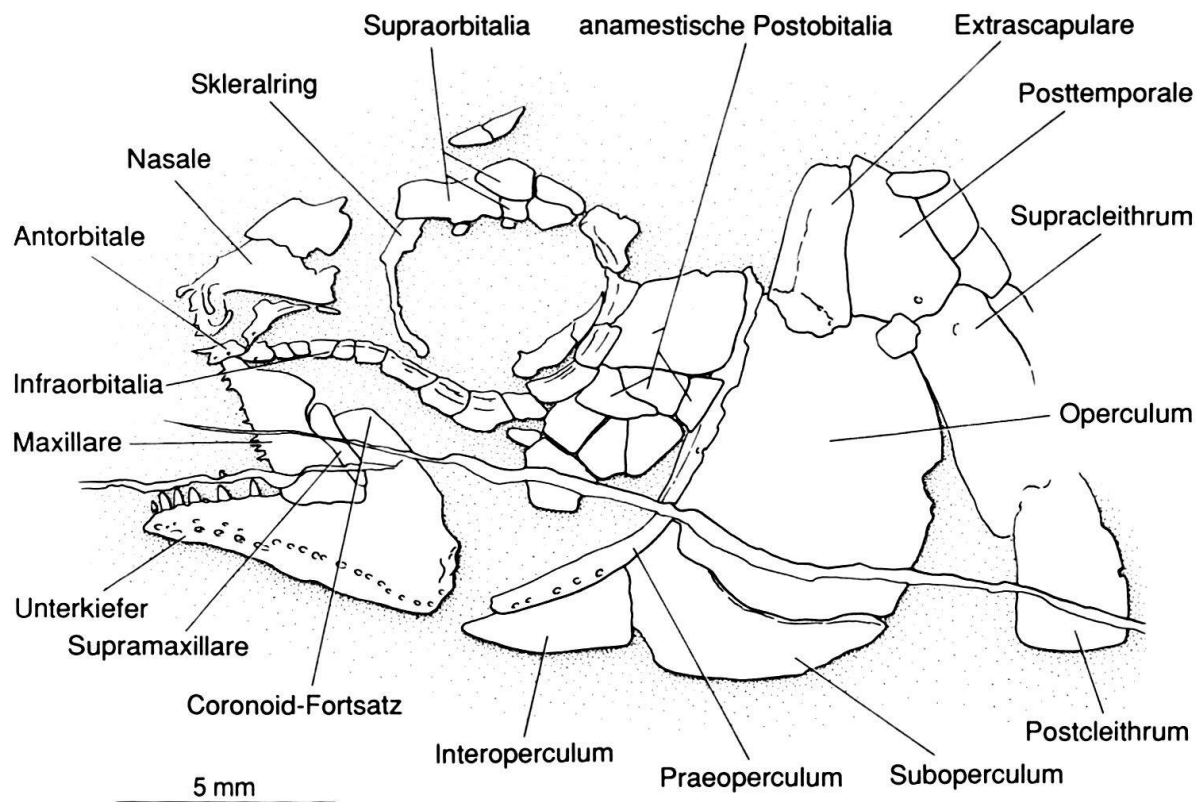 Supraorbitalia
anamestische Postobitalia
Extrascapulare
Skleralring
Posttemporale
Nasale
Supracleithrum
Antorbitale
Infraorbitalia
Operculum
Maxillare
Unterkiefer
Supramaxillare
Coronoid-Fortsatz
Interoperculum
Praeoperculum
Suboperculum
Postcleithrum
5 mm